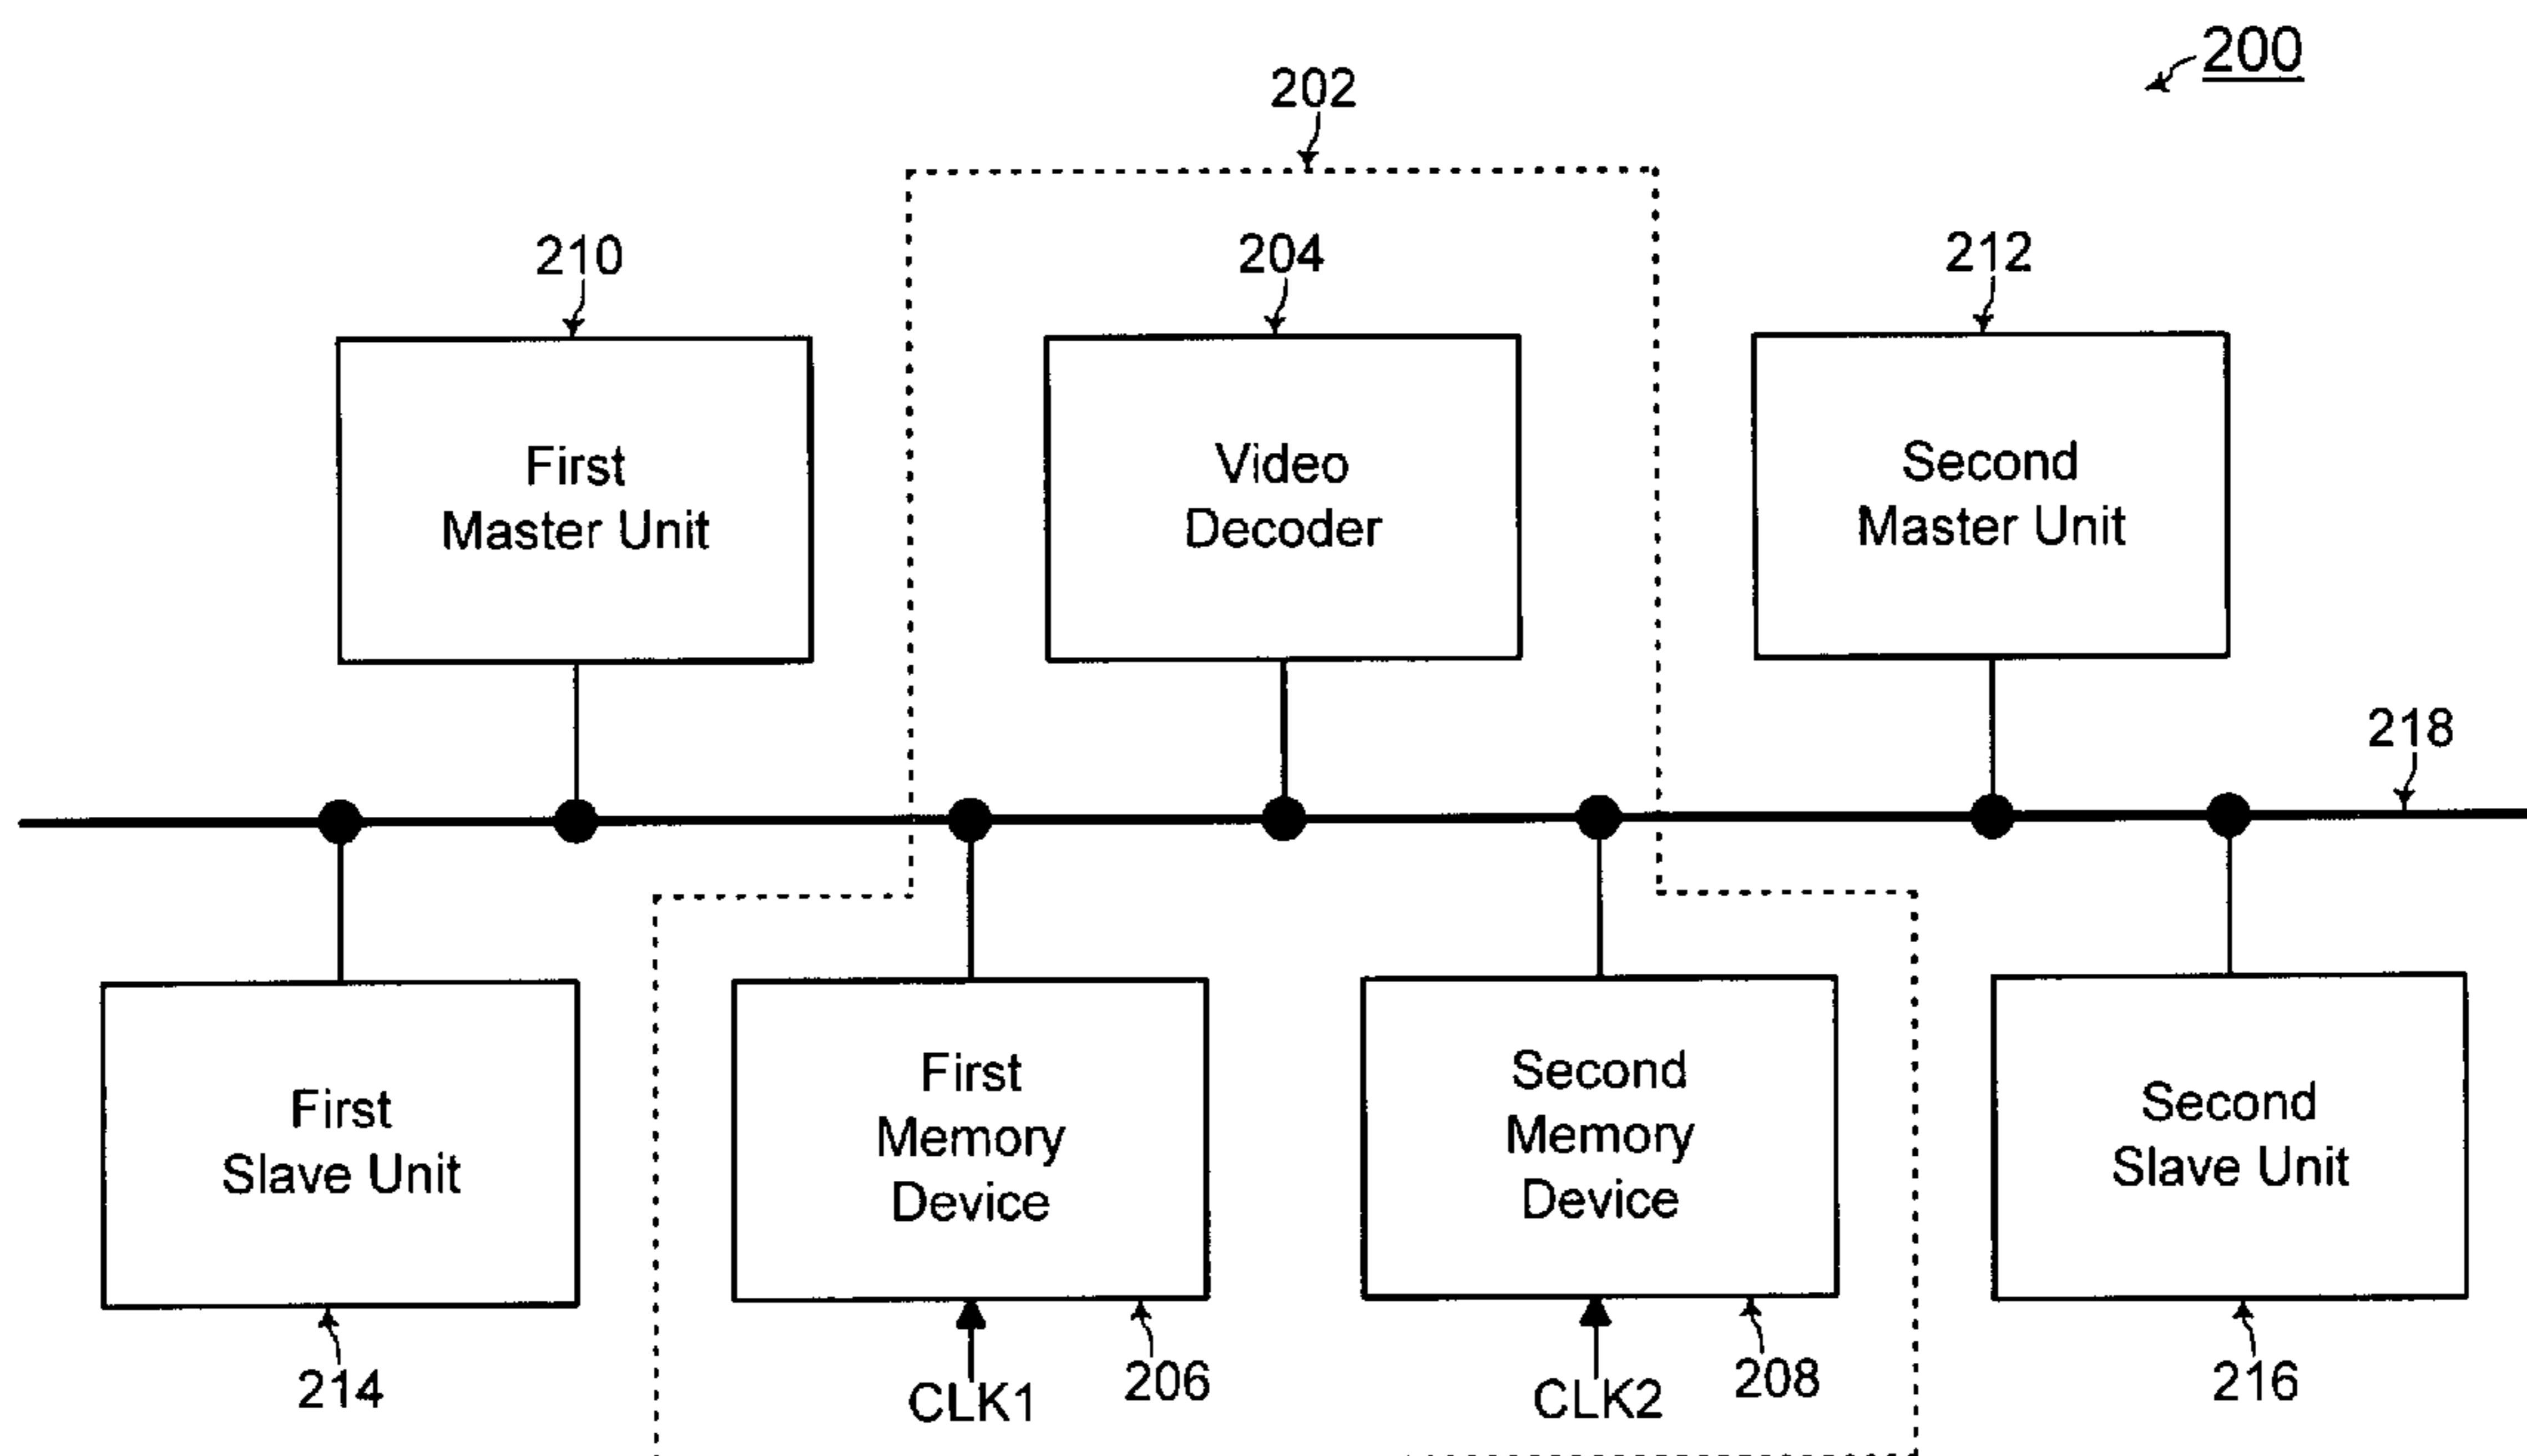 200
202
210
204
212
First
Master Unit
Video
Decoder
Second
Master Unit
218
First
Slave Unit
First
Memory
Device
Second
Memory
Device
Second
Slave Unit
214
CLK1
206
CLK2
208
216